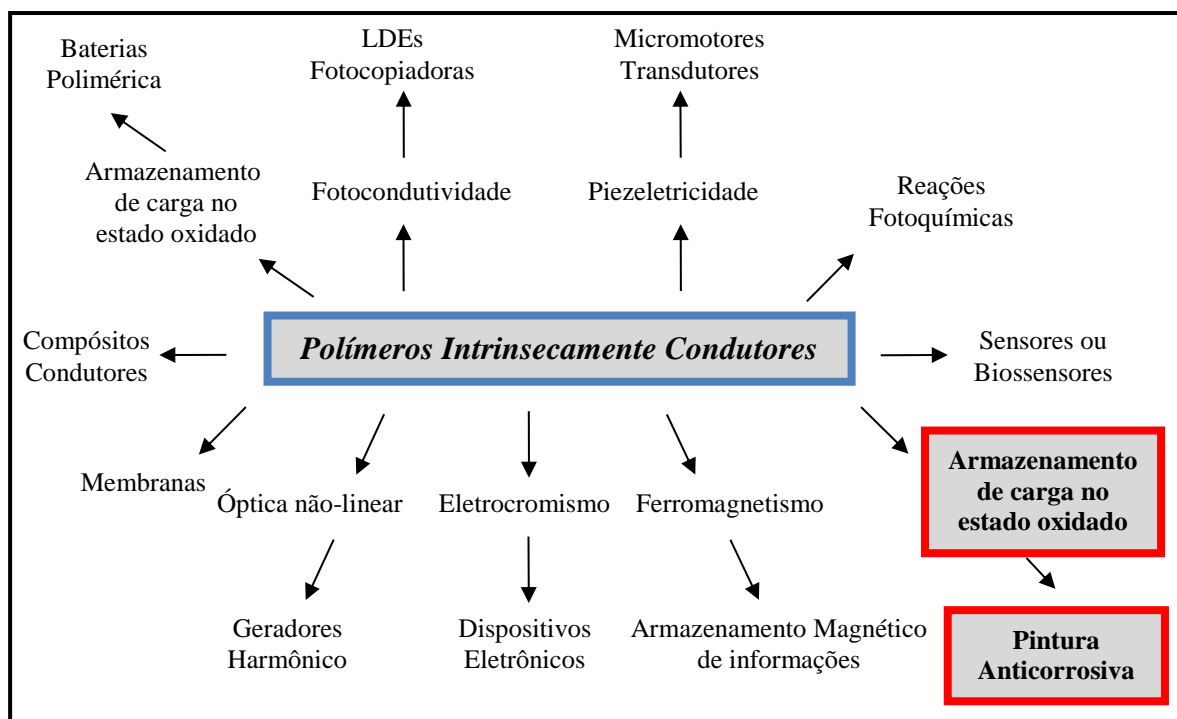 Baterias
Polimérica
LDEs
Fotocopiadoras
Micromotores
Transdutores
Armazenamento
de carga no
estado oxidado
Fotocondutividade
Piezeletricidade
Reações
Fotoquímicas
Compósitos
Condutores
Polímeros Intrinsecamente Condutores
Sensores ou
Biossensores
Membranas
Óptica não-linear
Eletrocromismo
Ferromagnetismo
Armazenamento
de carga no
estado oxidado
Geradores
Harmônico
Dispositivos
Eletrônicos
Armazenamento Magnético
de informações
Pintura
Anticorrosiva